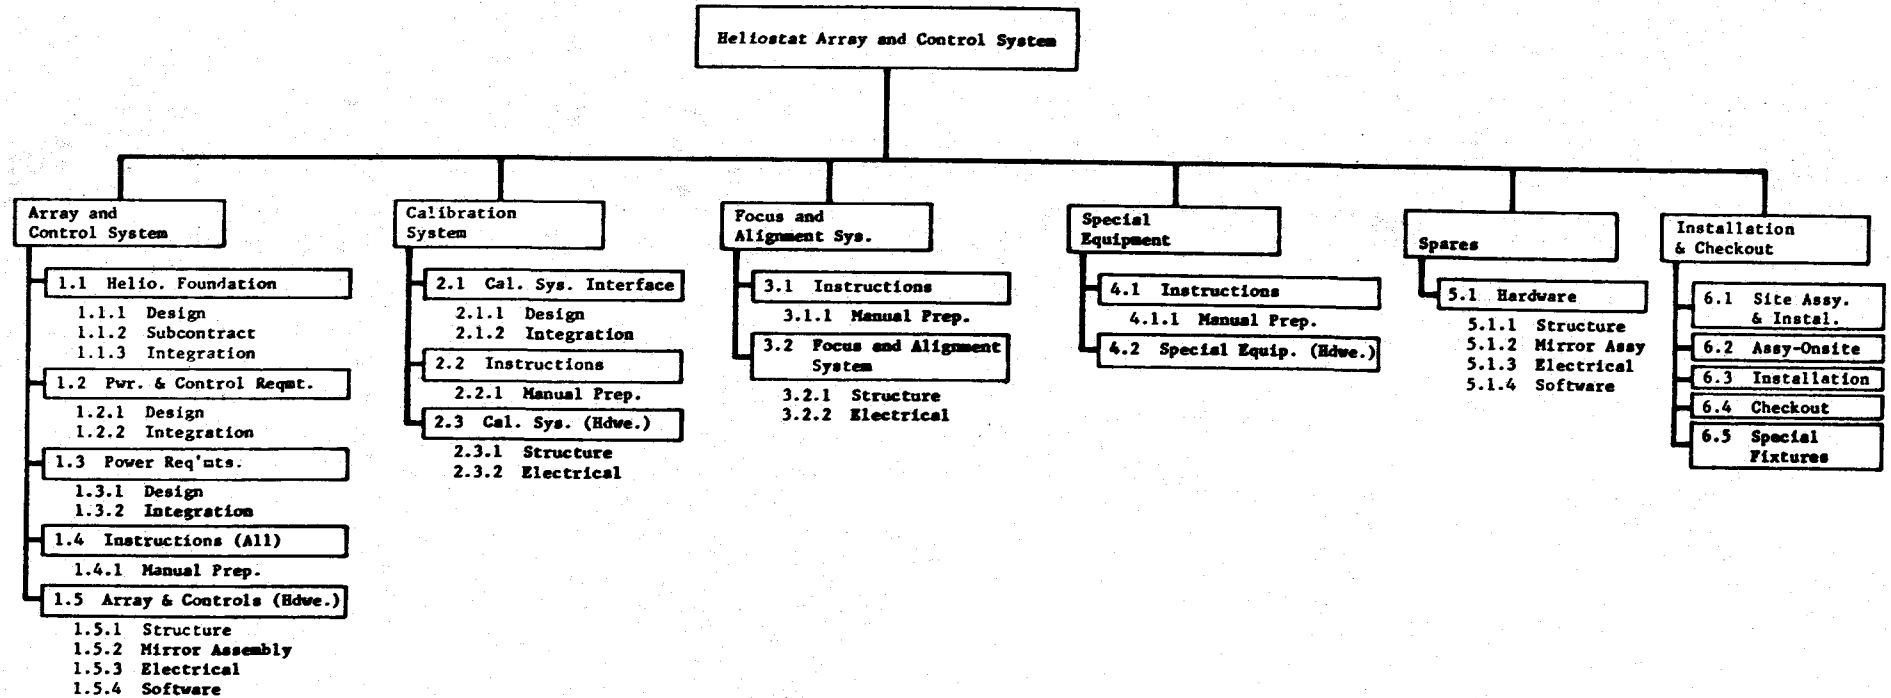 Heliostat Array and Control System
Array and
Control System
1.1 Helio. Foundation
1.1.1 Design
1.1.2 Subcontract
1.1.3 Integration
1.2 Pwr. & Control Reqmt.
1.2.1 Design
1.2.2 Integration
1.3 Power Req'mts.
1.3.1 Design
1.3.2 Integration
1.4 Instructions (All)
1.4.1 Manual Prep.
1.5 Array & Controls (Hdwe.)
1.5.1 Structure
1.5.2 Mirror Assembly
1.5.3 Electrical
1.5.4 Software
Calibration
System
2.1 Cal. Sys. Interface
2.1.1 Design
2.1.2 Integration
2.2 Instructions
2.2.1 Manual Prep.
2.3 Cal. Sys. (Hdwe.)
2.3.1 Structure
2.3.2 Electrical
Focus and
Alignment Sys.
3.1 Instructions
3.1.1 Manual Prep.
3.2 Focus and Alignment
System
3.2.1 Structure
3.2.2 Electrical
Special
Equipment
4.1 Instructions
4.1.1 Manual Prep.
4.2 Special Equip. (Hdwe.)
Spares
5.1 Hardware
5.1.1 Structure
5.1.2 Mirror Assy
5.1.3 Electrical
5.1.4 Software
Installation
& Checkout
6.1 Site Assy.
& Instal.
6.2 Assy-Onsite
6.3 Installation
6.4 Checkout
6.5 Special
Fixtures